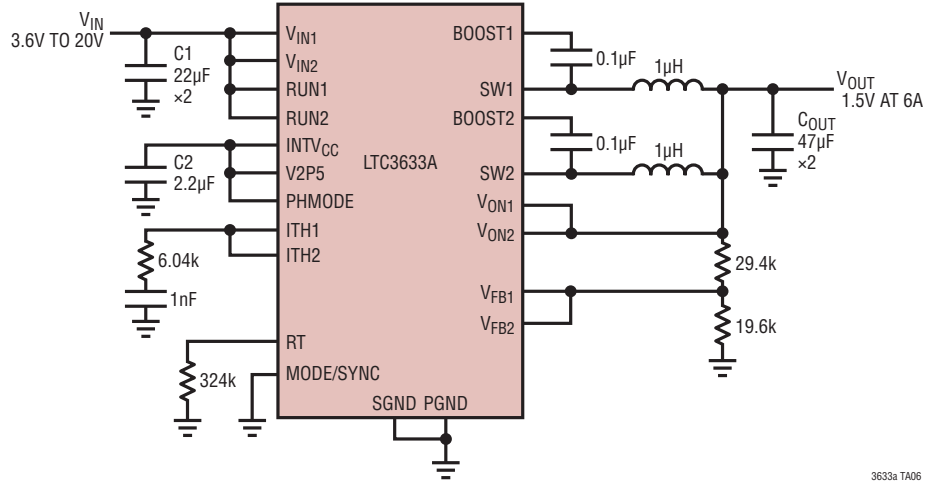 VIN
3.6V TO 20V
C1
22µF
×2
C2
2.2µF
6.04k
1nF
324k
VIN1
VIN2
RUN1
RUN2
INTVCC
V2P5
PHMODE
ITH1
ITH2
RT
MODE/SYNC
LTC3633A
SGND PGND
BOOST1
SW1
BOOST2
SW2
VON1
VON2
VFB1
VFB2
0.1µF
1µH
0.1µF
1µH
VOUT
1.5V AT 6A
COUT
47µF
×2
29.4k
19.6k
3633a TA06